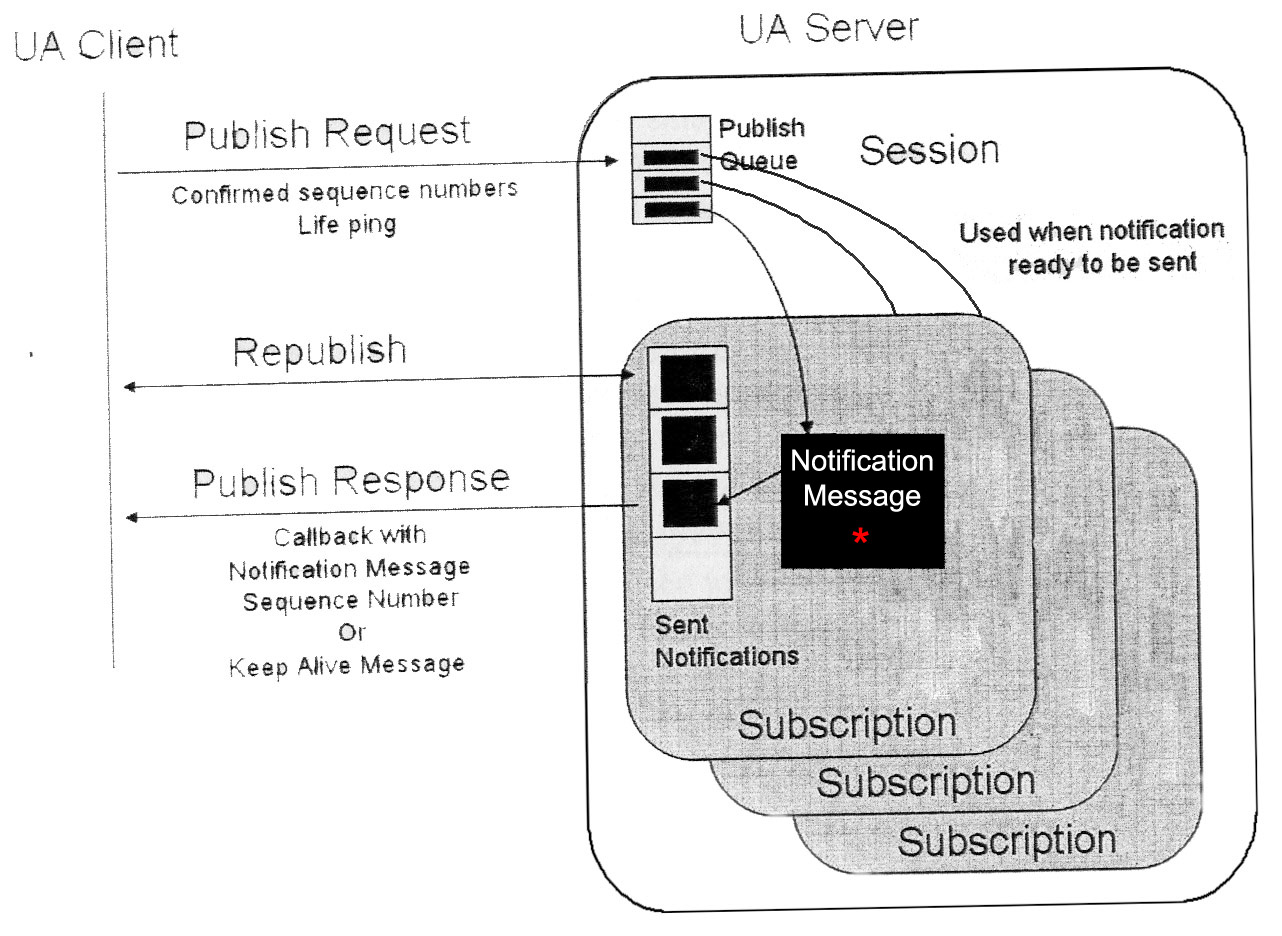 UA Client
UA Server
Publish Request
Confirmed sequence numbers
Life ping
Publish
Queue
Session
Used when notification
ready to be sent
Republish
Notification
Message
*
Publish Response
Callback with
Notification Message
Sequence Number
Or
Keep Alive Message
Sent
Notifications
Subscription
Subscription
Subscription